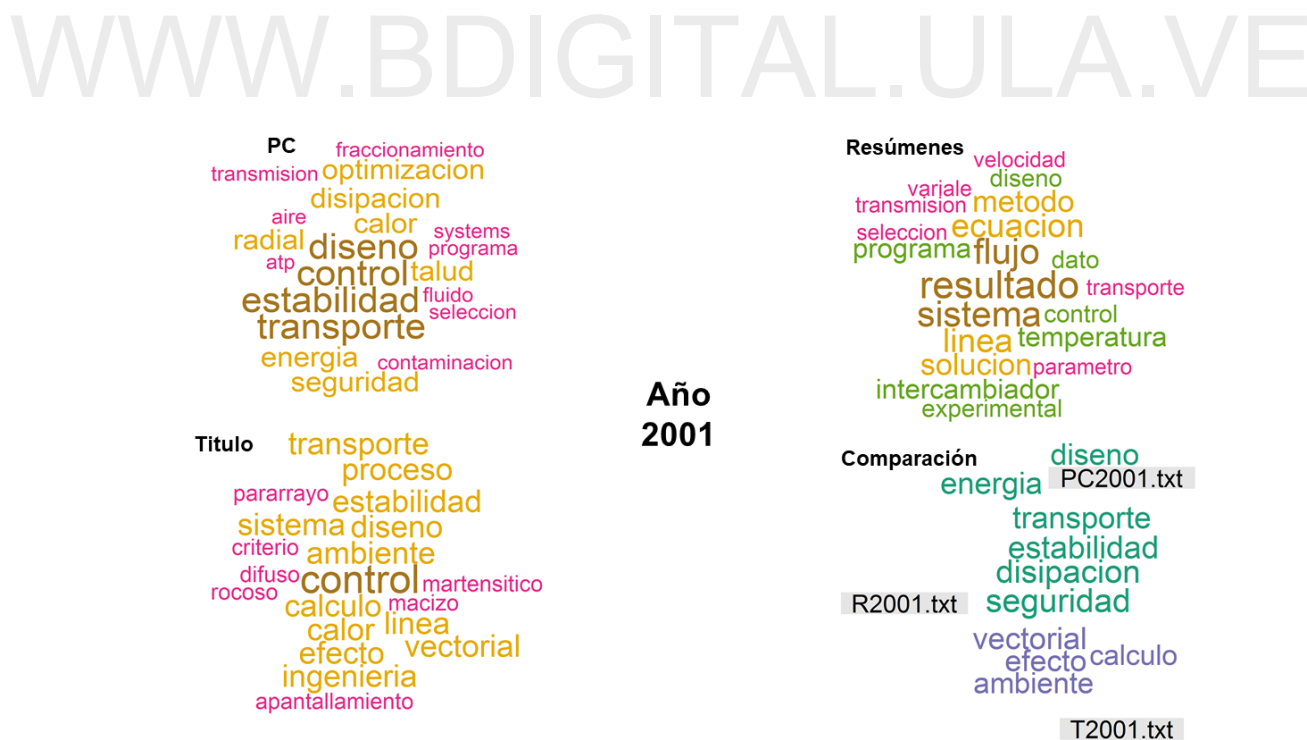 WWW.BDIGITAL.ULA.VE
PC
fraccionamiento
transmision optimizacion
disipacion
aire calor
radial diseno systems
programa
atp control talud
estabilidad fluido
seleccion
transporte
energia contaminacion
seguridad
Resúmenes
velocidad
diseno
variale
transmisión metodo
seleccion ecuacion
programa flujo dato
resultado transporte
sistema control
linea temperatura
solucion parametro
intercambiador
experimental
Año
2001
Titulo
transporte
proceso
pararrayo estabilidad
sistema diseno
criterio ambiente
difuso control martensitico
rocoso
calculo macizo
calor linea
efecto vectorial
ingenieria
apantallamiento
Comparación
diseno
energia PC2001.txt
transporte
estabilidad
disipacion
R2001.txt seguridad
vectorial
efecto calculo
ambiente
T2001.txt